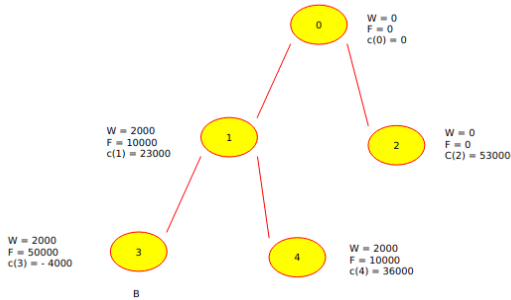 0
W = 0
F = 0
c(0) = 0
W = 2000
F = 10000
c(1) = 23000
1
2
W = 0
F = 0
C(2) = 53000
W = 2000
F = 50000
c(3) = - 4000
3
4
W = 2000
F = 10000
c(4) = 36000
B